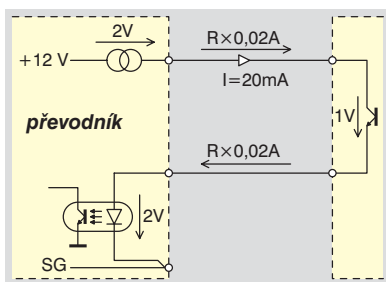 2V
R×0,02A
+12 V
I=20mA
1V
převodník
R×0,02A
2V
SG